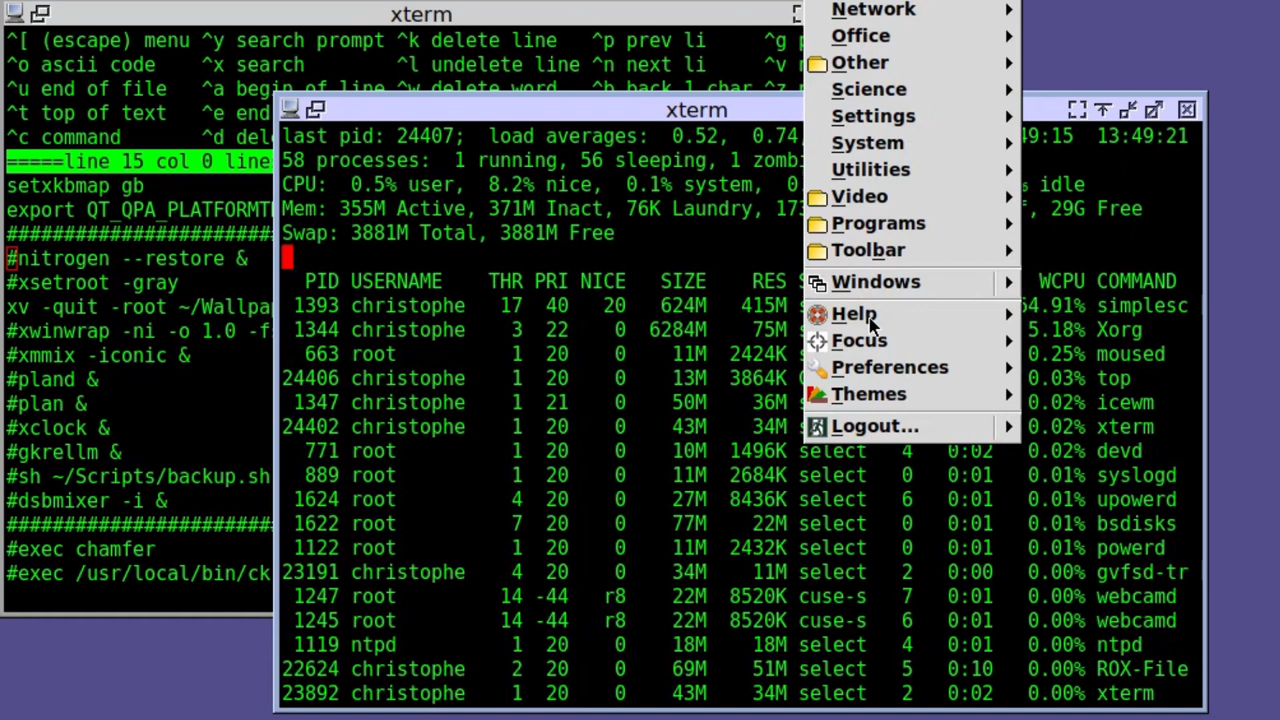 xterm
^[ (escape) menu ^y search prompt ^k delete line ^p prev li ^g p
^o ascii code ^x search ^l undelete line ^n next li ^v n
^u end of file ^a begin of line ^w delete word ^b back 1 char ^z
^t top of text ^e end
^c command ^d del
=====line 15 col 0 line
setxkbmap gb
export QT_QPA_PLATFORMT
########################
#nitrogen --restore &
#xsetroot -gray
xv -quit -root ~/Wallpa
#xwinwrap -ni -o 1.0 -f
#xmmix -iconic &
#pland &
#plan &
#xclock &
#gkrellm &
#sh ~/Scripts/backup.sh
#dsbmixer -i &
########################
#exec chamfer
#exec /usr/local/bin/ck
xterm
last pid: 24407; load averages: 0.52, 0.74, 49:15 13:49:21
58 processes: 1 running, 56 sleeping, 1 zombi
CPU: 0.5% user, 8.2% nice, 0.1% system, 0. % idle
Mem: 355M Active, 371M Inact, 76K Laundry, 173 f, 29G Free
Swap: 3881M Total, 3881M Free
PID USERNAME THR PRI NICE SIZE RES S WCPU COMMAND
1393 christophe 17 40 20 624M 415M 54.91% simplesc
1344 christophe 3 22 0 6284M 75M 5.18% Xorg
663 root 1 20 0 11M 2424K 0.25% moused
24406 christophe 1 20 0 13M 3864K 0.03% top
1347 christophe 1 21 0 50M 36M 0.02% icewm
24402 christophe 1 20 0 43M 34M 0.02% xterm
771 root 1 20 0 10M 1496K select 4 0:02 0.02% devd
889 root 1 20 0 11M 2684K select 0 0:01 0.01% syslogd
1624 root 4 20 0 27M 8436K select 6 0:01 0.01% upowerd
1622 root 7 20 0 77M 22M select 0 0:01 0.01% bsdisks
1122 root 1 20 0 11M 2432K select 0 0:01 0.01% powerd
23191 christophe 4 20 0 34M 11M select 2 0:00 0.00% gvfsd-tr
1247 root 14 -44 r8 22M 8520K cuse-s 7 0:01 0.00% webcamd
1245 root 14 -44 r8 22M 8520K cuse-s 6 0:01 0.00% webcamd
1119 ntpd 1 20 0 18M 18M select 4 0:01 0.00% ntpd
22624 christophe 2 20 0 69M 51M select 5 0:10 0.00% ROX-File
23892 christophe 1 20 0 43M 34M select 2 0:02 0.00% xterm
Network
Office
Other
Science
Settings
System
Utilities
Video
Programs
Toolbar
Windows
Help
Focus
Preferences
Themes
Logout...